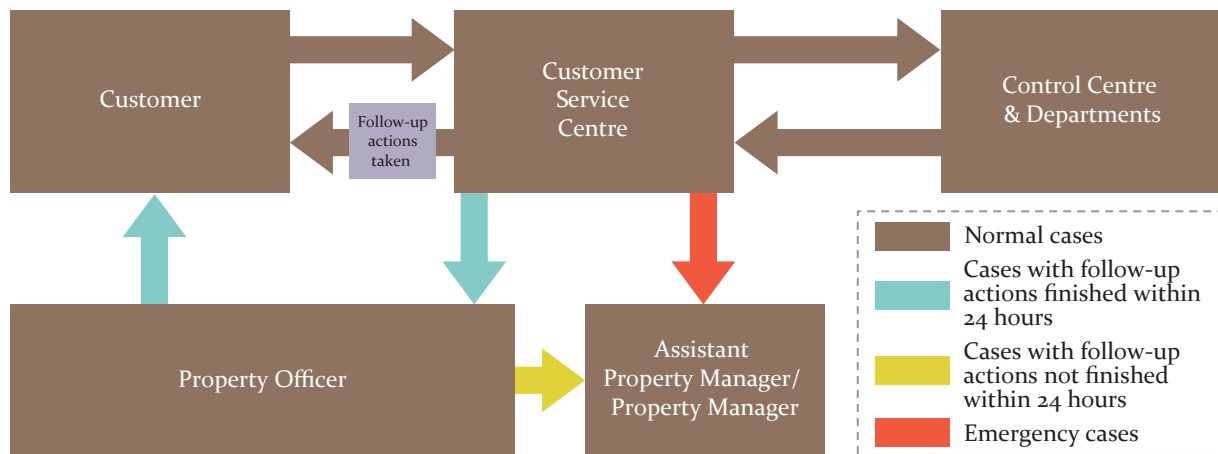 Customer
Customer
Service
Centre
Control Centre
& Departments
Follow-up
actions
taken
Property Officer
Assistant
Property Manager/
Property Manager
Normal cases
Cases with follow-up
actions finished within
24 hours
Cases with follow-up
actions not finished
within 24 hours
Emergency cases